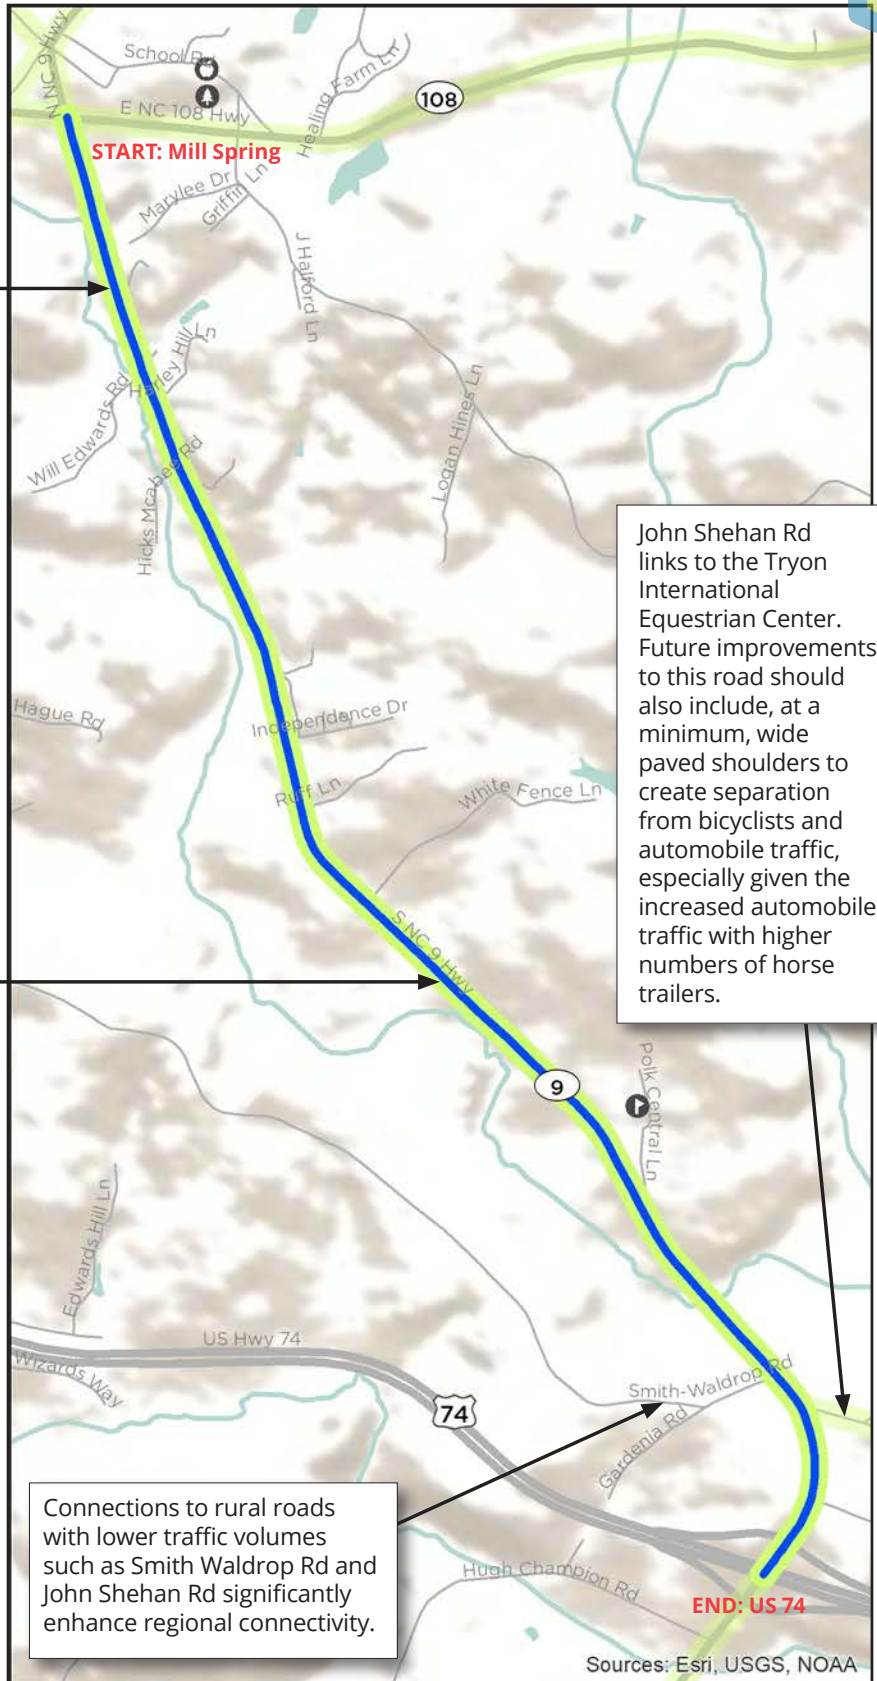 N NC 9 Hwy
School Rd
Healing Farm Ln
108
E NC 108 Hwy
START: Mill Spring
Marylee Dr
Griffin Ln
J Halford Ln
Harley Hill Ln
Will Edwards Rd
Logan Hines Ln
Hicks Mcabee Rd
John Shehan Rd
links to the Tryon
International
Equestrian Center.
Future improvements
to this road should
also include, at a
minimum, wide
paved shoulders to
create separation
from bicyclists and
automobile traffic,
especially given the
increased automobile
traffic with higher
numbers of horse
trailers.
Hague Rd
Independence Dr
Ruff Ln
White Fence Ln
S NC 9 Hwy
9
Polk Central Ln
Edwards Hill Ln
US Hwy 74
Wizards Way
74
Smith-Waldrop Rd
Gardenia Rd
Connections to rural roads
with lower traffic volumes
such as Smith Waldrop Rd and
John Shehan Rd significantly
enhance regional connectivity.
Hugh Champion Rd
END: US 74
Sources: Esri, USGS, NOAA